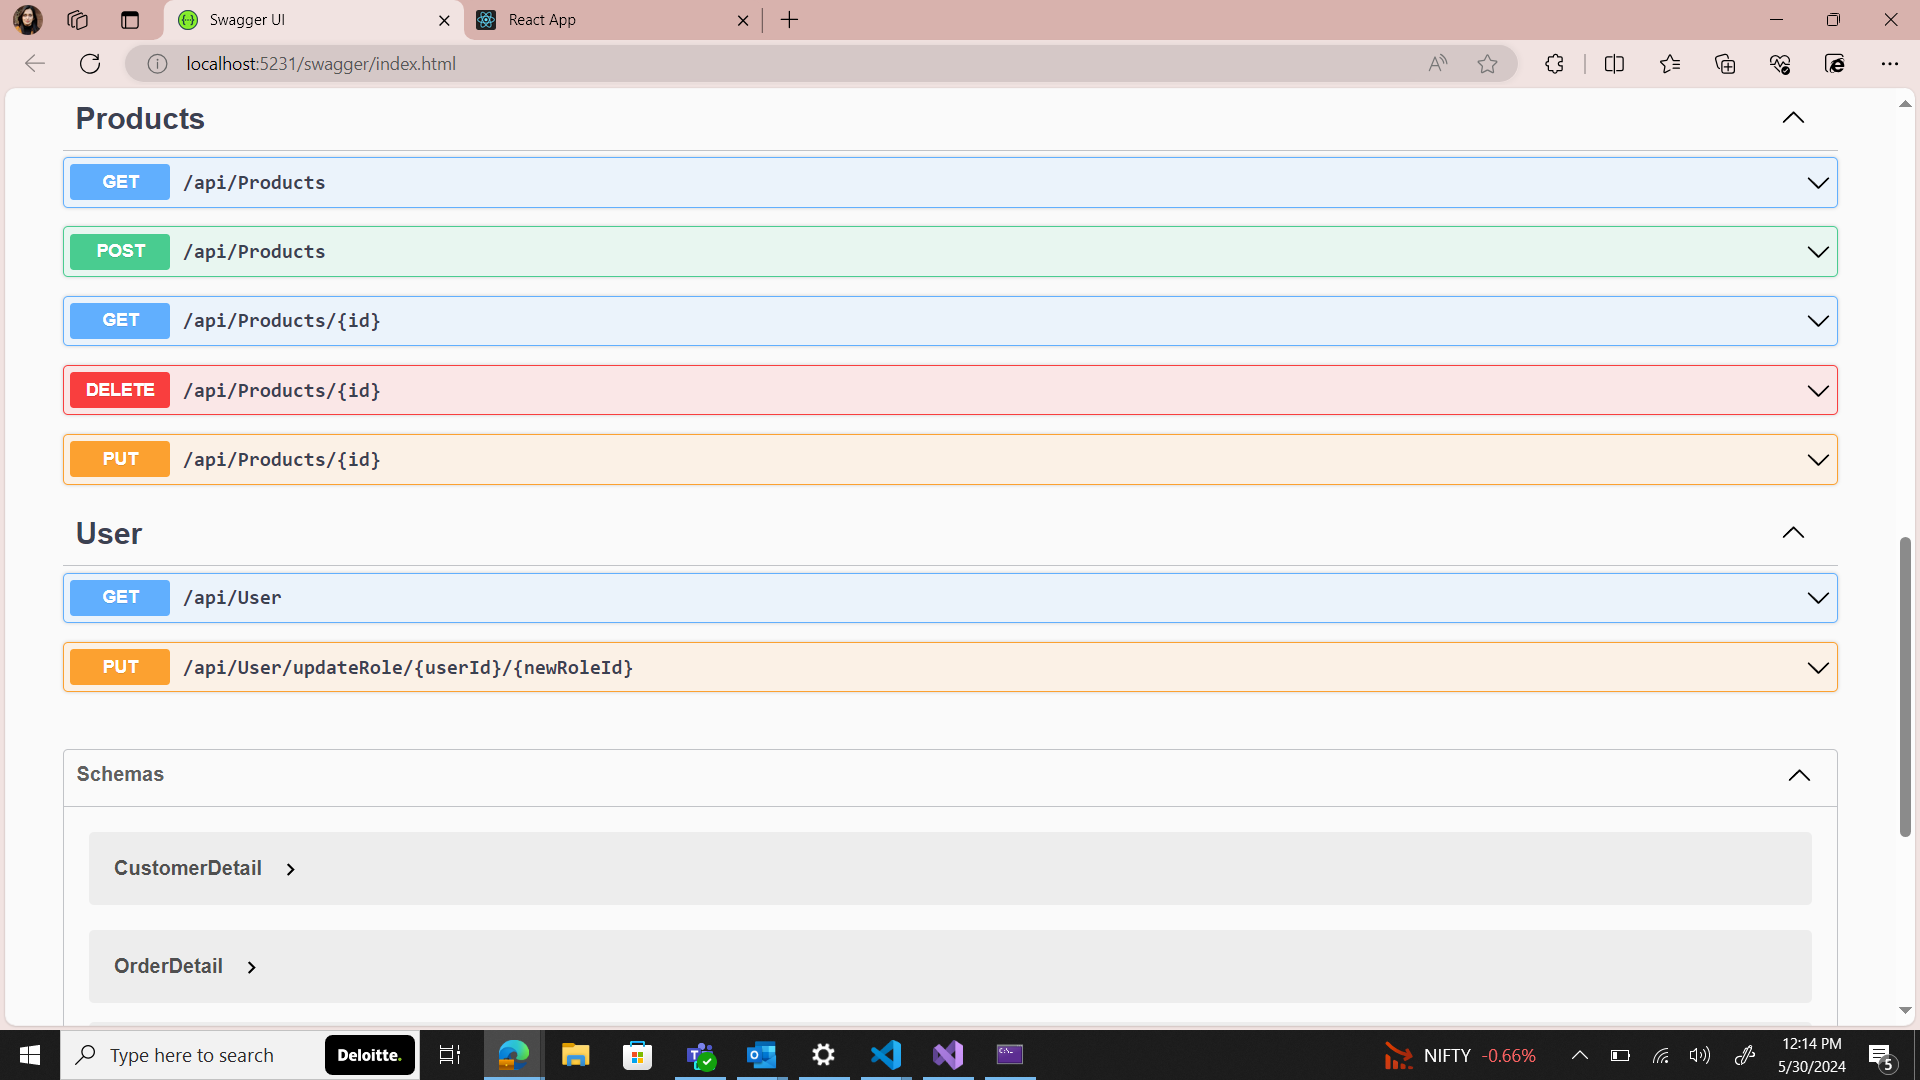 Swagger UI
React App
localhost:5231/swagger/index.html
Products
GET /api/Products
POST /api/Products
GET /api/Products/{id}
DELETE /api/Products/{id}
PUT /api/Products/{id}
User
GET /api/User
PUT /api/User/updateRole/{userId}/{newRoleId}
Schemas
CustomerDetail
OrderDetail
Type here to search
Deloitte.
NIFTY -0.66%
12:14 PM
5/30/2024
5